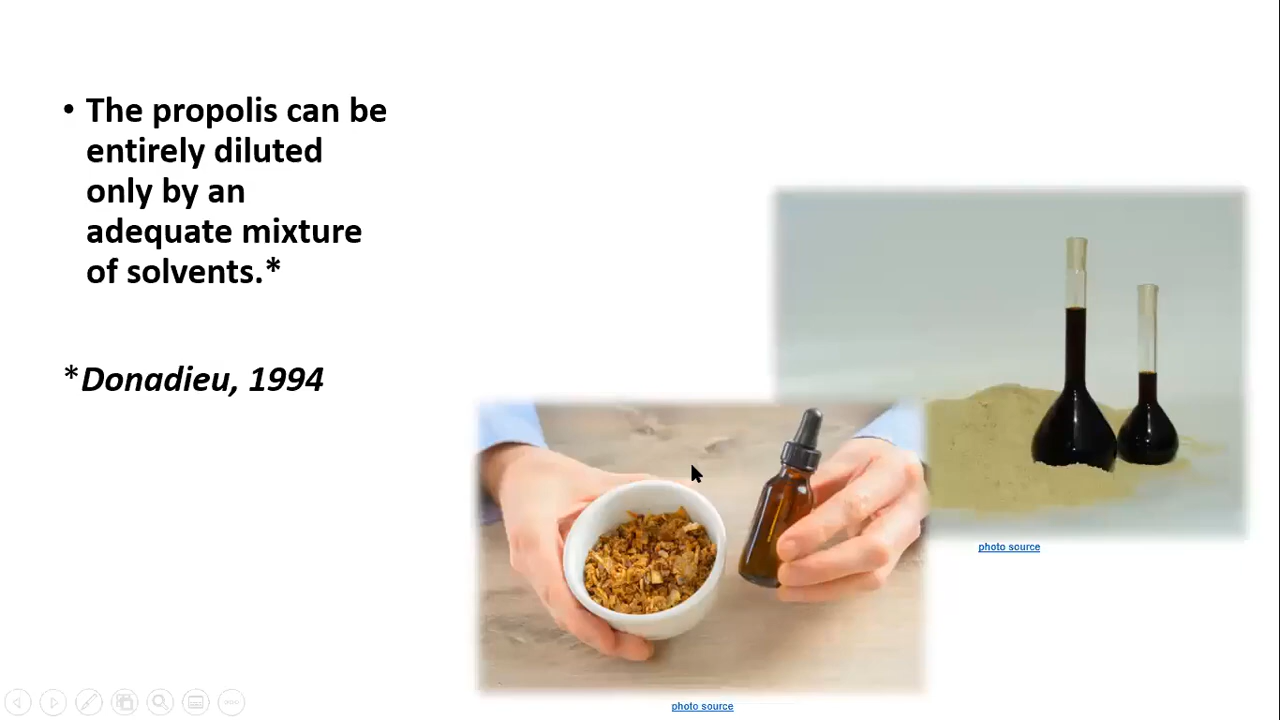 • The propolis can be
entirely diluted
only by an
adequate mixture
of solvents.*
*Donadieu, 1994
photo source
photo source